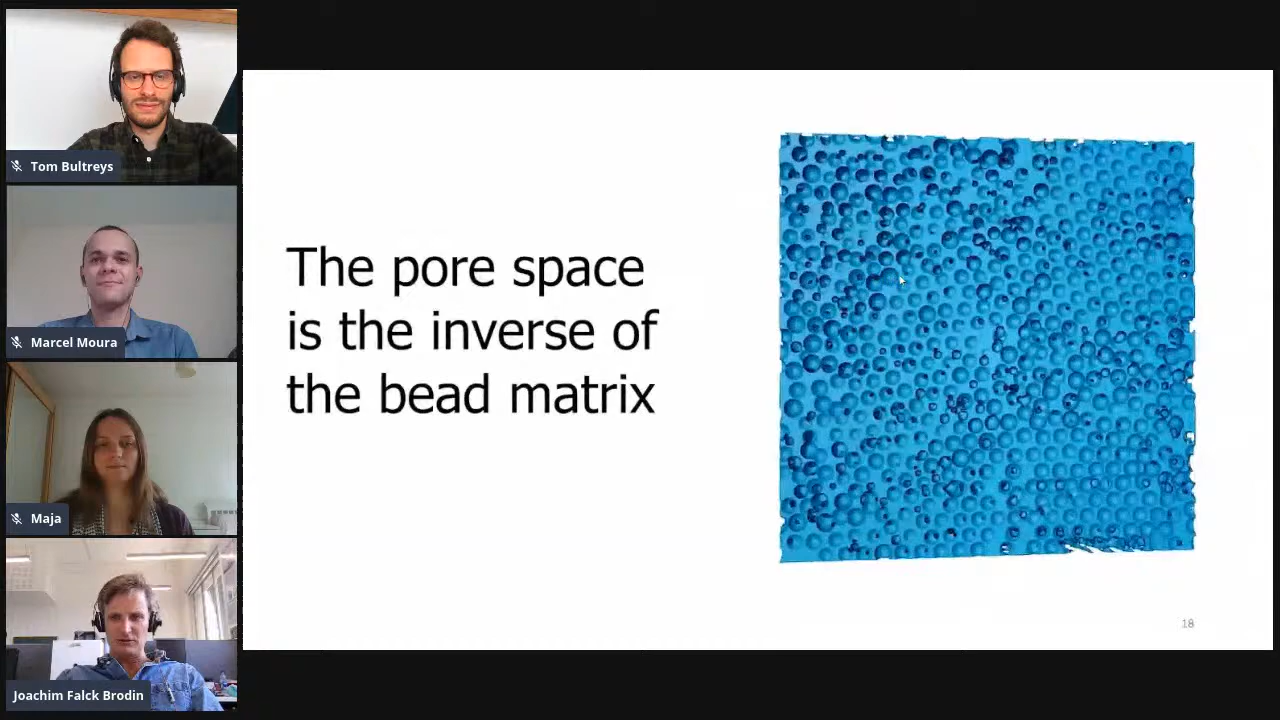 Tom Bultreys
Marcel Moura
Maja
Joachim Falck Brodin
The pore space
is the inverse of
the bead matrix
18